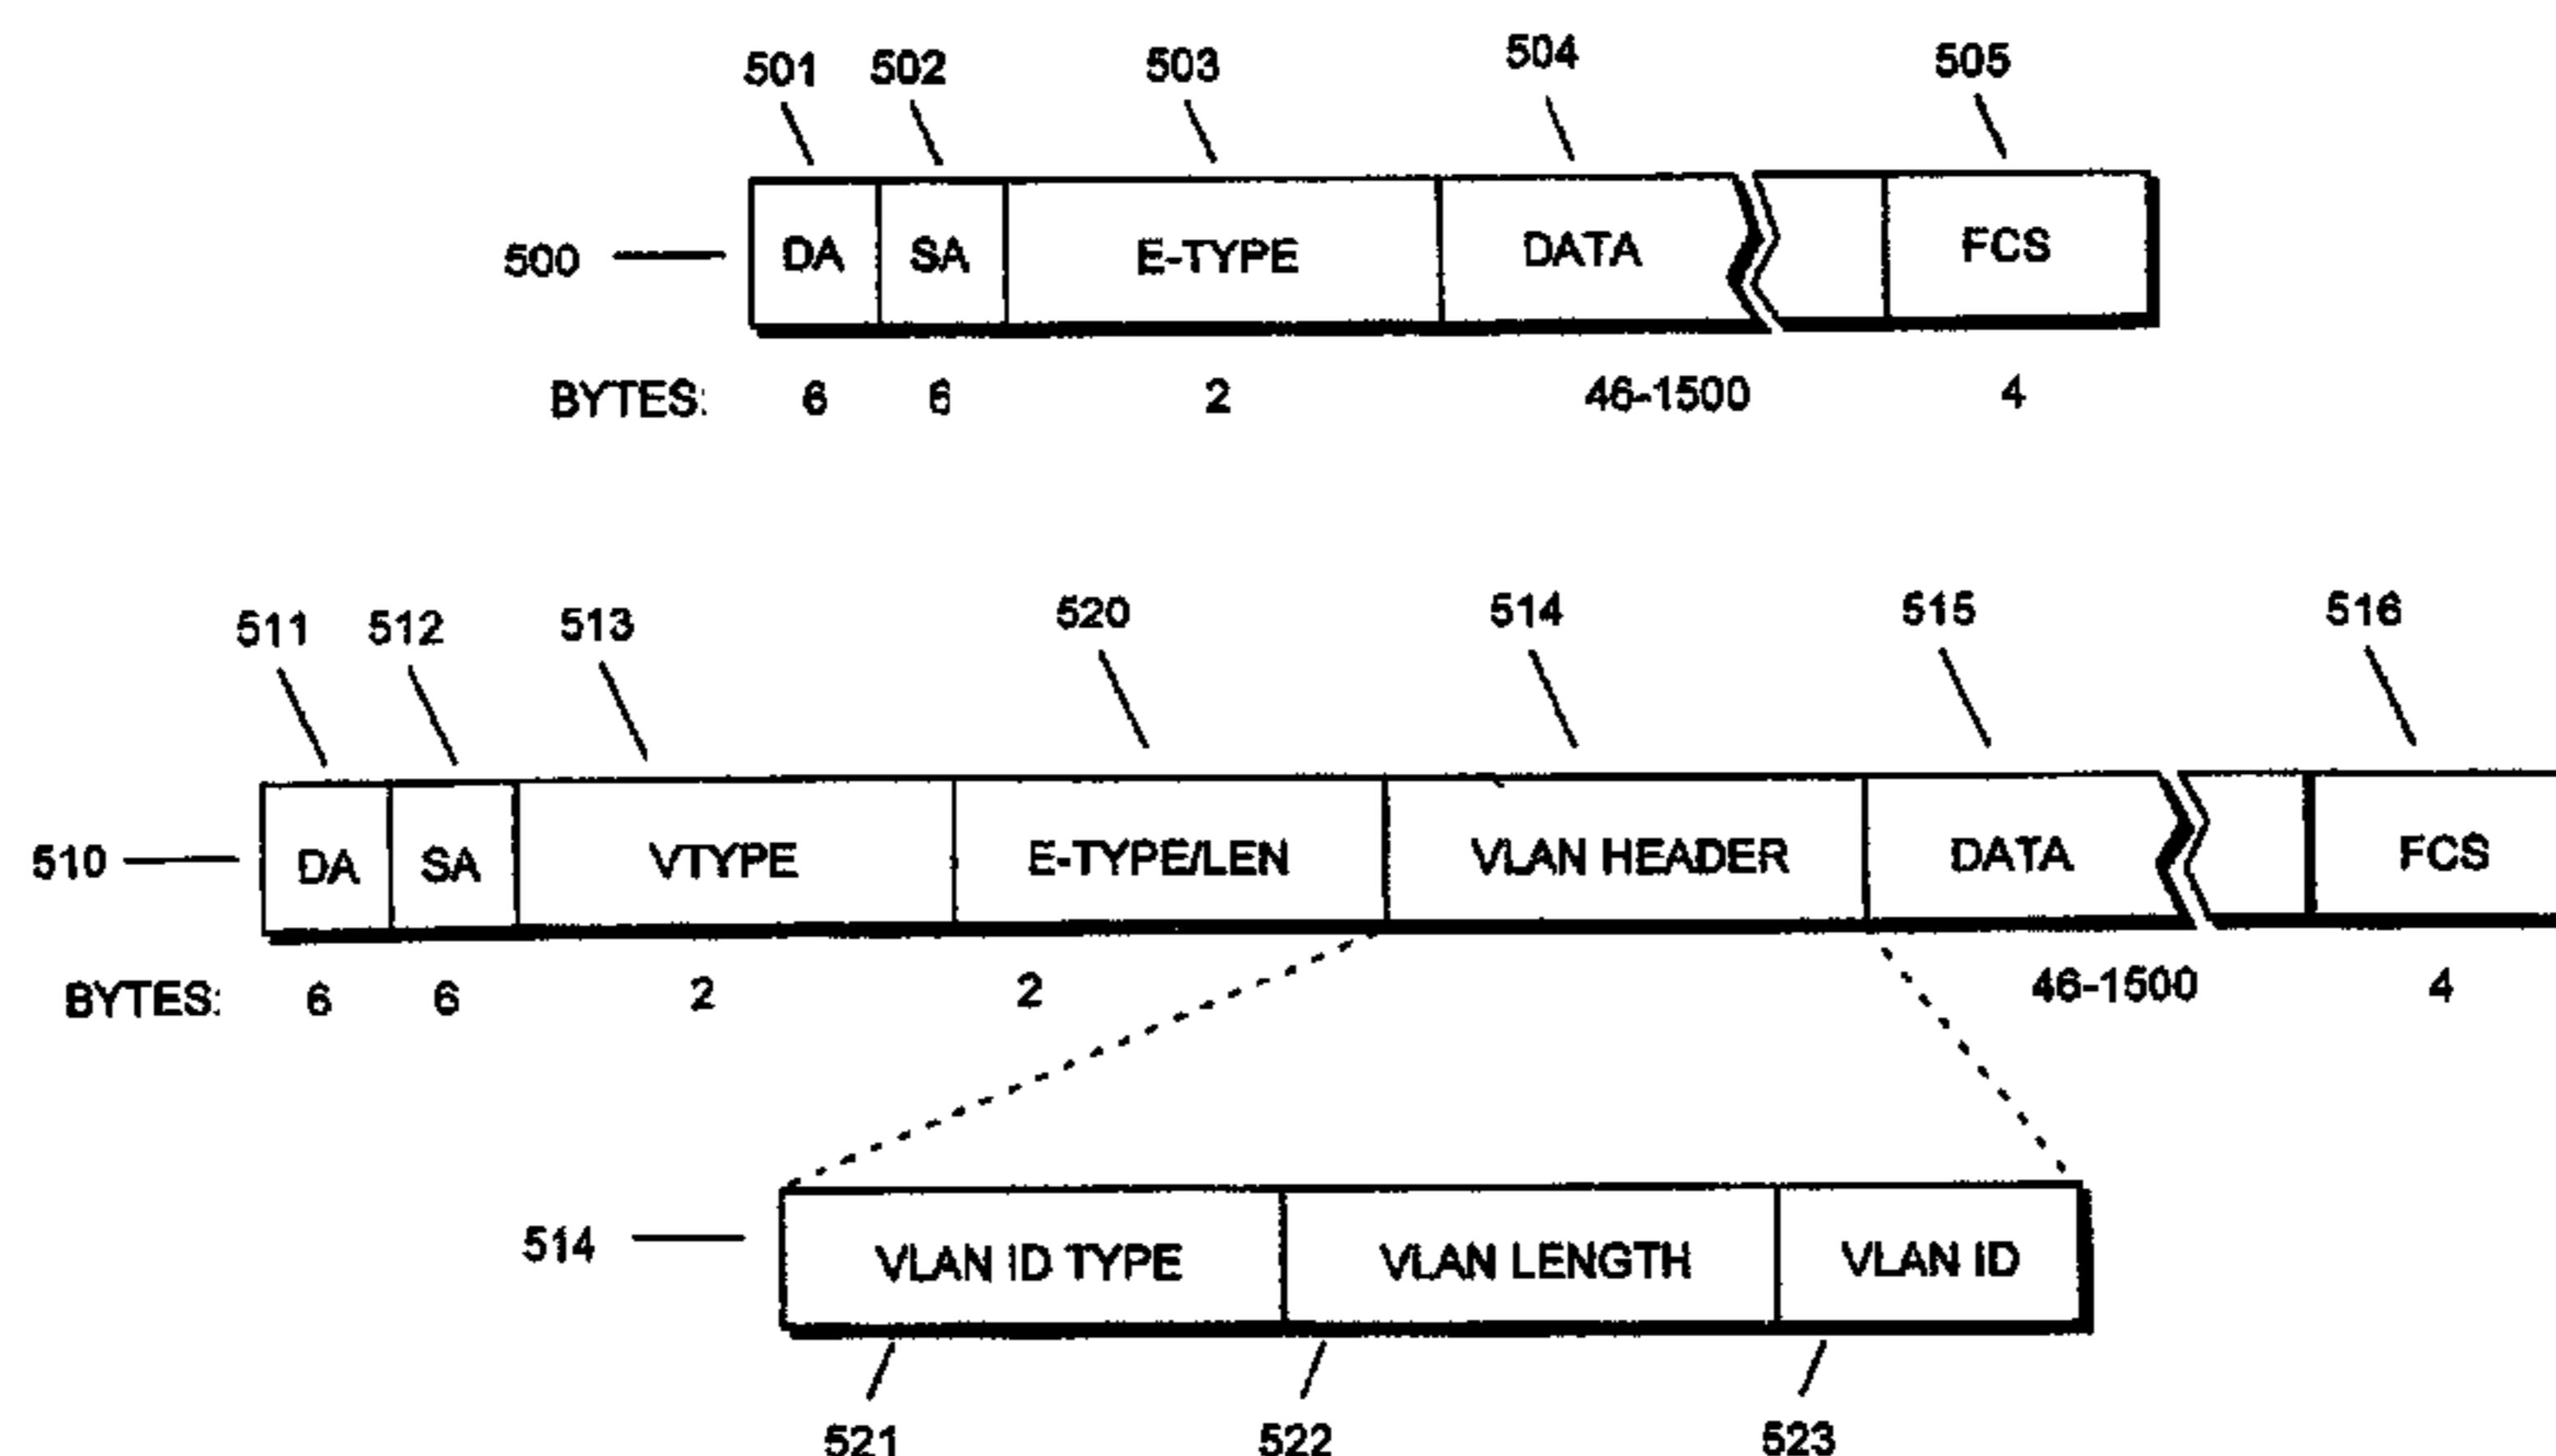 501 502 503 504 505
500 DA SA E-TYPE DATA FCS
BYTES: 6 6 2 46-1500 4
511 512 513 520 514 515 516
510 DA SA VTYPE E-TYPE/LEN VLAN HEADER DATA FCS
BYTES: 6 6 2 2 46-1500 4
514 VLAN ID TYPE VLAN LENGTH VLAN ID
521 522 523